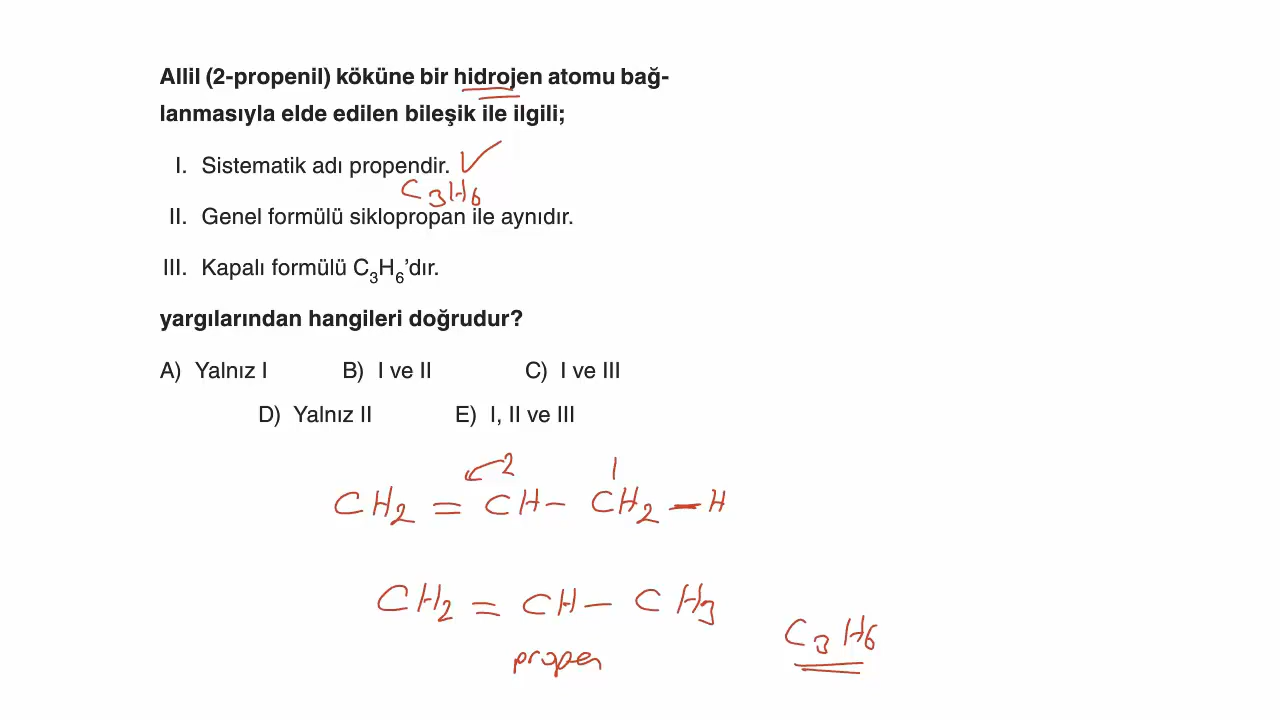 Allil (2-propenil) köküne bir hidrojen atomu bağ-
lanmasıyla elde edilen bileşik ile ilgili;
I. Sistematik adı propendir.
C₃H₆
II. Genel formülü siklopropan ile aynıdır.
III. Kapalı formülü C₃H₆'dır.
yargılarından hangileri doğrudur?
A) Yalnız I B) I ve II C) I ve III
D) Yalnız II E) I, II ve III
2 1
CH₂ = CH – CH₂ – H
CH₂ = CH – CH₃
C₃H₆
propen